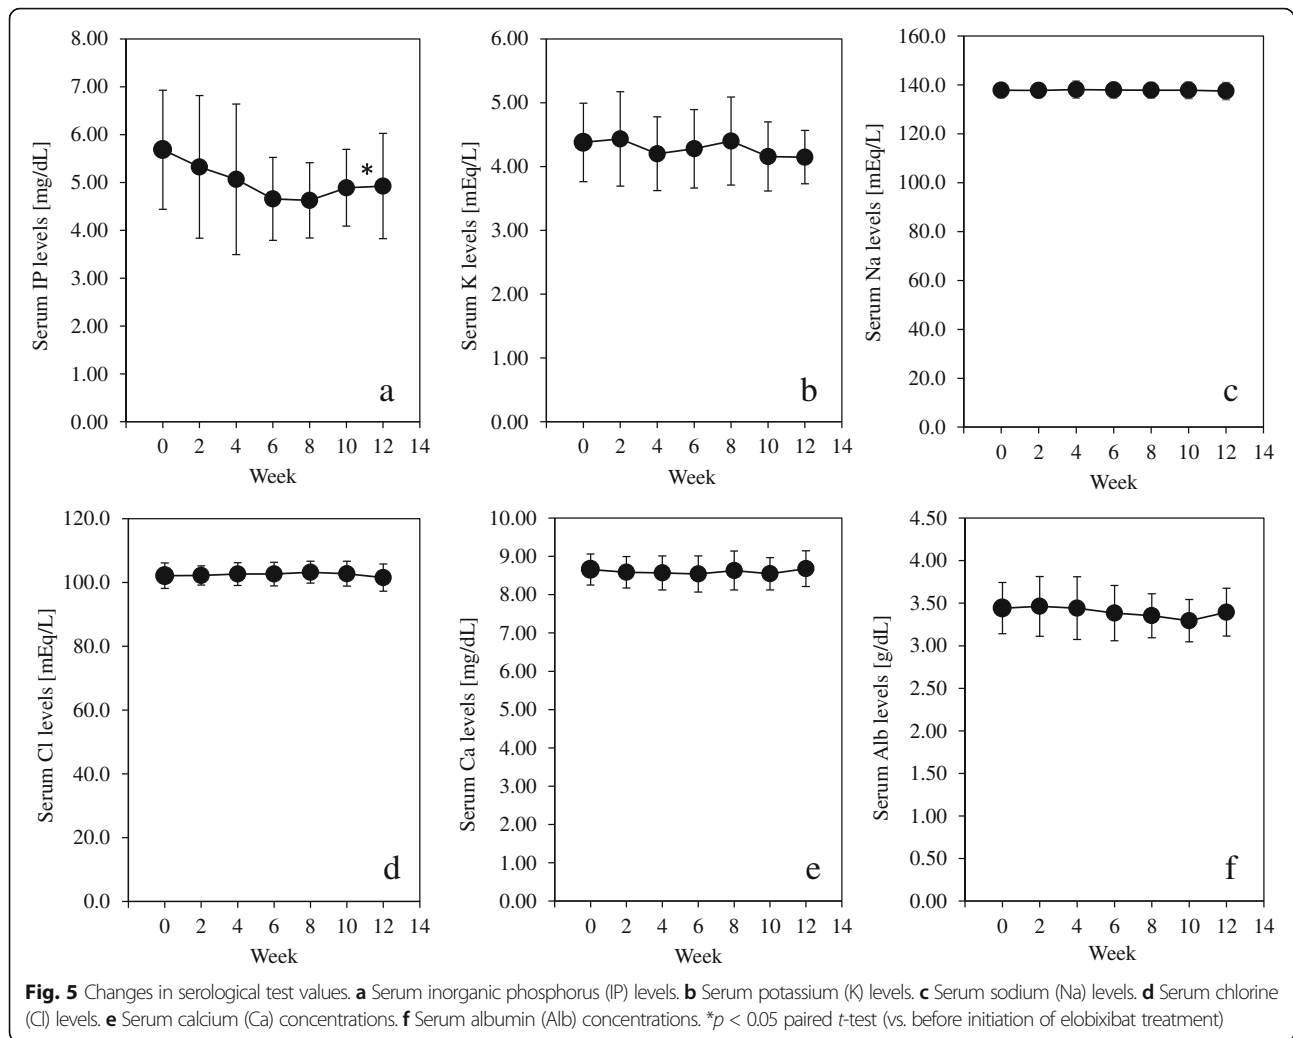 8.00
7.00
6.00
5.00
4.00
3.00
2.00
1.00
0.00
Serum IP levels [mg/dL]
*
a
0 2 4 6 8 10 12 14
Week
6.00
5.00
4.00
3.00
2.00
1.00
0.00
Serum K levels [mEq/L]
b
0 2 4 6 8 10 12 14
Week
160.0
140.0
120.0
100.0
80.0
60.0
40.0
20.0
0.0
Serum Na levels [mEq/L]
c
0 2 4 6 8 10 12 14
Week
120.0
100.0
80.0
60.0
40.0
20.0
0.0
Serum Cl levels [mEq/L]
d
0 2 4 6 8 10 12 14
Week
10.00
9.00
8.00
7.00
6.00
5.00
4.00
3.00
2.00
1.00
0.00
Serum Ca levels [mg/dL]
e
0 2 4 6 8 10 12 14
Week
4.50
4.00
3.50
3.00
2.50
2.00
1.50
1.00
0.50
0.00
Serum Alb levels [g/dL]
f
0 2 4 6 8 10 12 14
Week
Fig. 5 Changes in serological test values. a Serum inorganic phosphorus (IP) levels. b Serum potassium (K) levels. c Serum sodium (Na) levels. d Serum chlorine
(Cl) levels. e Serum calcium (Ca) concentrations. f Serum albumin (Alb) concentrations. *p < 0.05 paired t-test (vs. before initiation of elobixibat treatment)